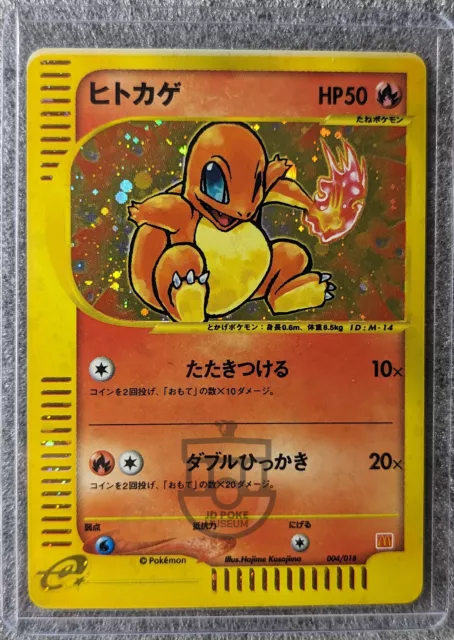 ヒトカゲ HP50
たねポケモン
とかげポケモン：身長0.6m、体重8.5kg ID:M-14
たたきつける 10×
コインを2回投げ、「おもて」の数×10ダメージ。
ダブルひっかき 20×
コインを2回投げ、「おもて」の数×20ダメージ。
JD POKE
MUSEUM
弱点 抵抗力 にげる
©Pokémon Illus.Hajime Kusajima 004/018